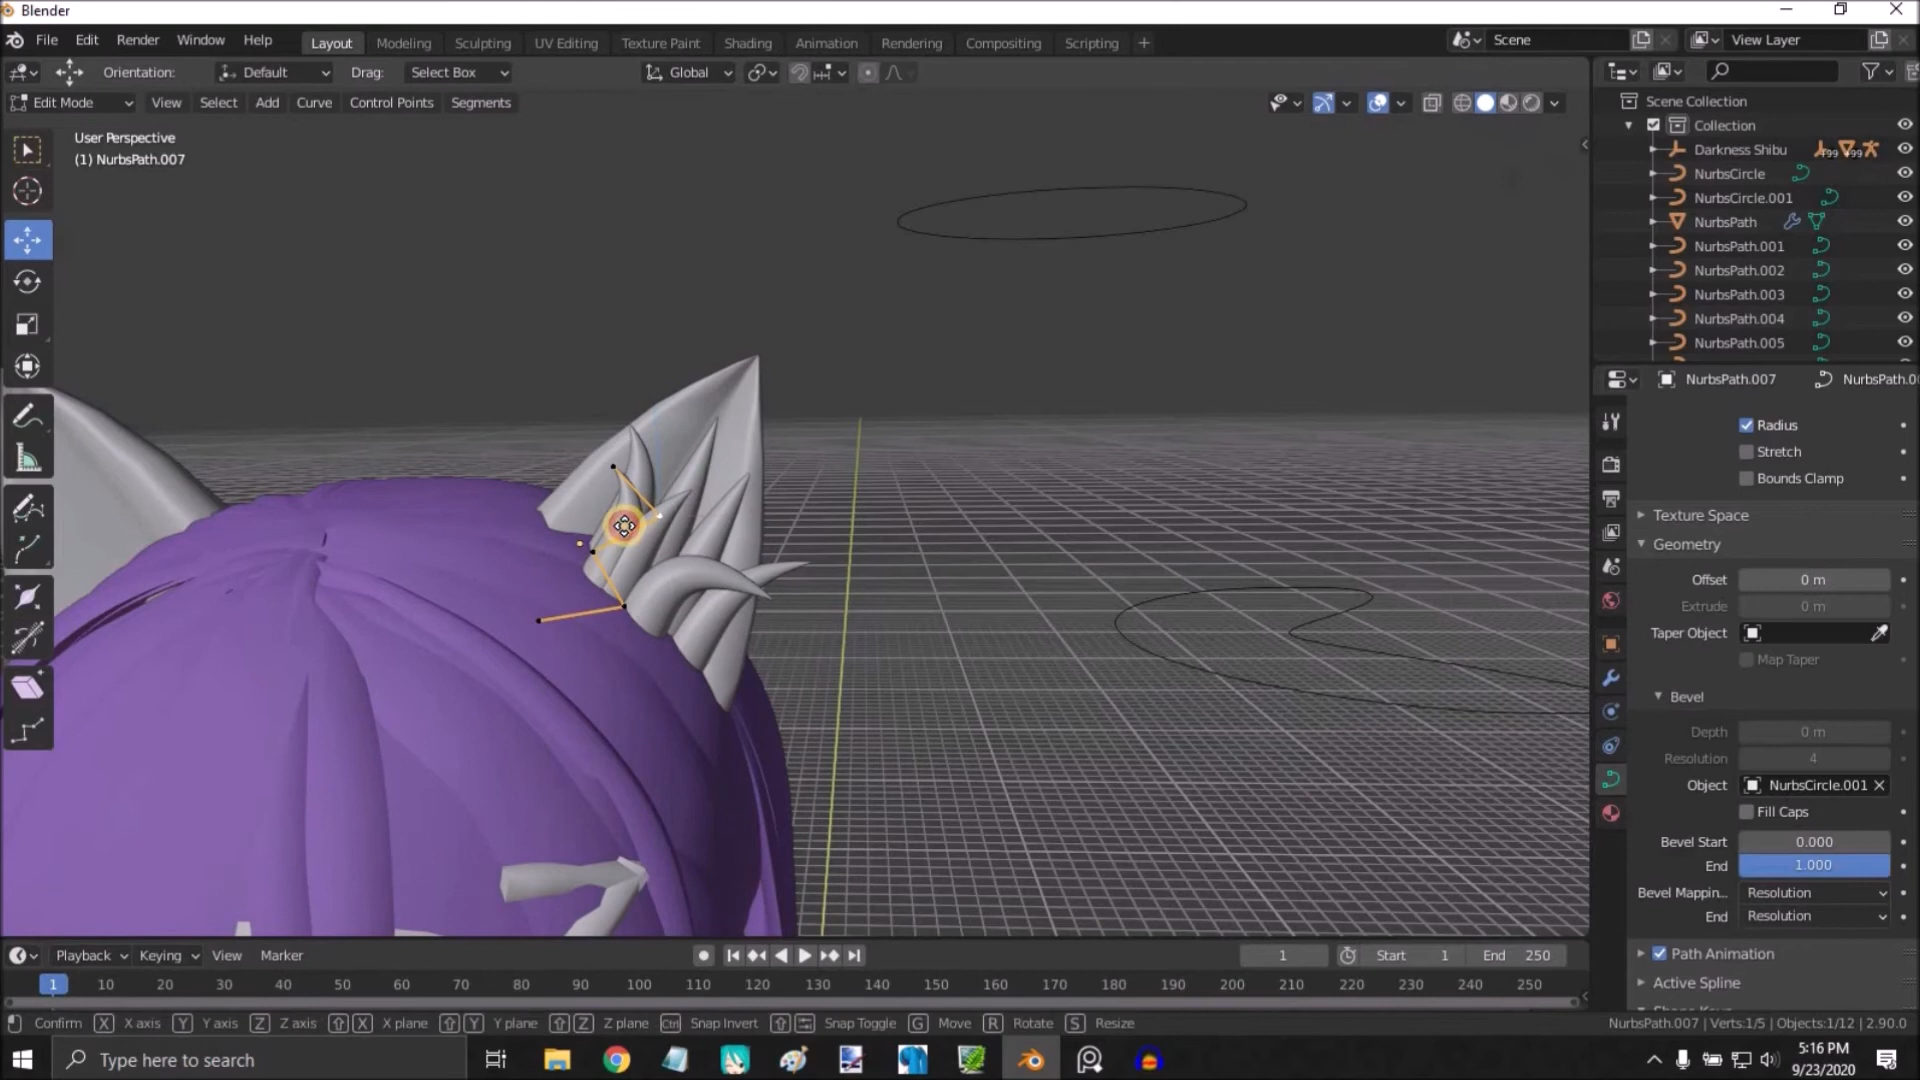 Blender
File Edit Render Window Help Layout Modeling Sculpting UV Editing Texture Paint Shading Animation Rendering Compositing Scripting + Scene View Layer
Orientation: Default Drag: Select Box Global
Edit Mode View Select Add Curve Control Points Segments
User Perspective
(1) NurbsPath.007
Scene Collection
Collection
Darkness Shibu +99 +99
NurbsCircle
NurbsCircle.001
NurbsPath
NurbsPath.001
NurbsPath.002
NurbsPath.003
NurbsPath.004
NurbsPath.005
NurbsPath.007 NurbsPath.0
Radius
Stretch
Bounds Clamp
Texture Space
Geometry
Offset 0 m
Extrude 0 m
Taper Object
Map Taper
Bevel
Depth 0 m
Resolution 4
Object NurbsCircle.001
Fill Caps
Bevel Start 0.000
End 1.000
Bevel Mappin... Resolution
End Resolution
Path Animation
Active Spline
Playback Keying View Marker 1 Start 1 End 250
1 10 20 30 40 50 60 70 80 90 100 110 120 130 140 150 160 170 180 190 200 210 220 230 240 250
Confirm X X axis Y Y axis Z Z axis X X plane Y Y plane Z Z plane Ctrl Snap Invert Snap Toggle G Move R Rotate S Resize NurbsPath.007 | Verts:1/5 | Objects:1/12 | 2.90.0
Type here to search
5:16 PM
9/23/2020